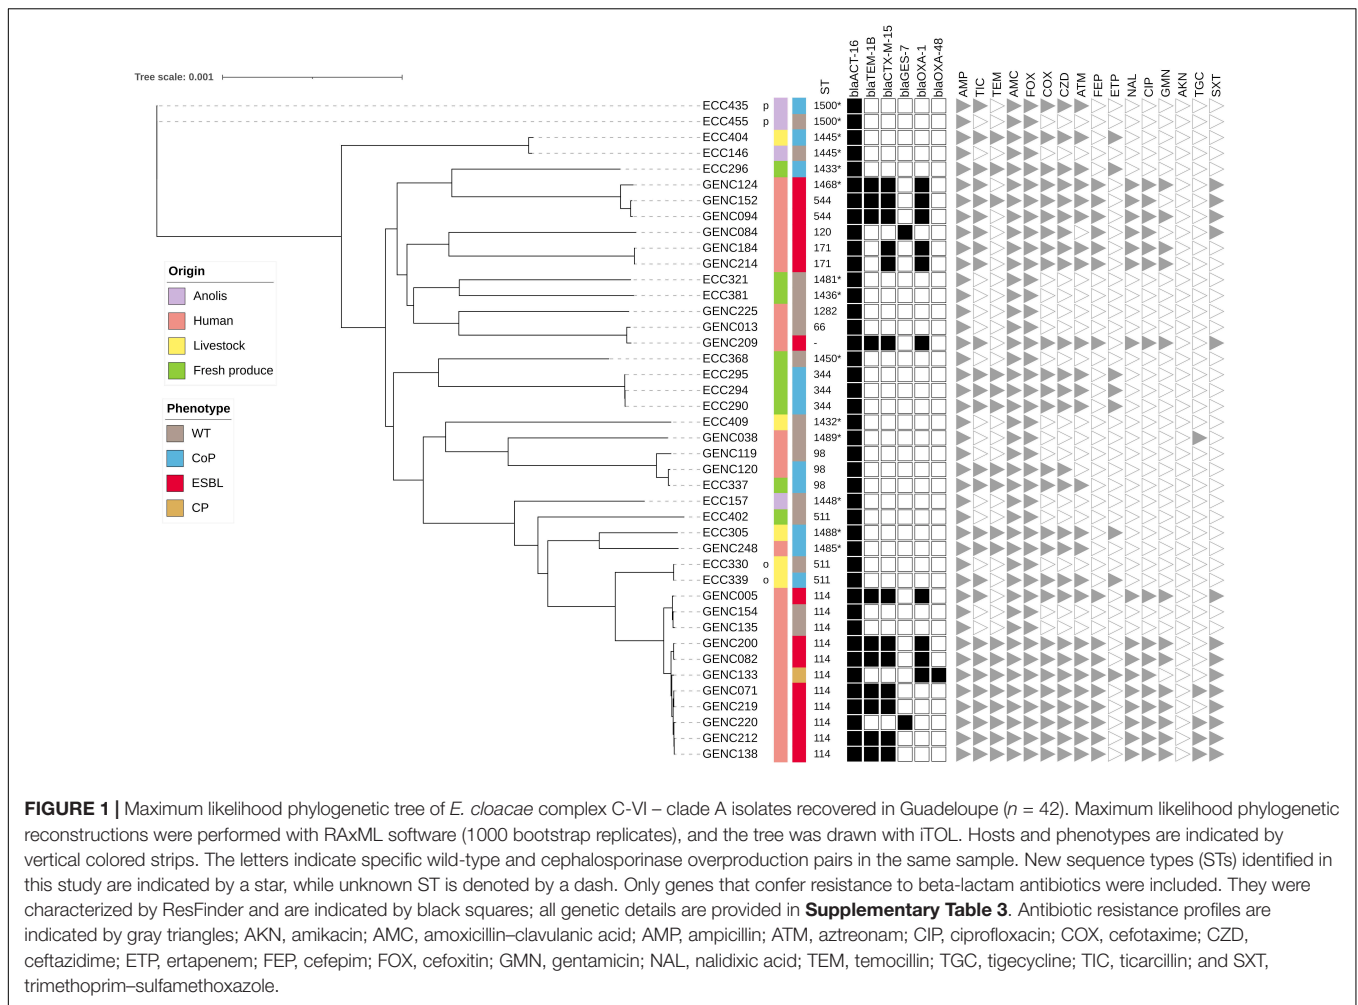 Tree scale: 0.001
ST
blaACT-16
blaTEM-1B
blaCTX-M-15
blaGES-7
blaOXA-1
blaOXA-48
AMP
TIC
TEM
AMC
FOX
COX
CZD
ATM
FEP
ETP
NAL
CIP
GMN
AKN
TGC
SXT
ECC435 p 1500*
ECC455 p 1500*
ECC404 1445*
ECC146 1445*
ECC296 1433*
GENC124 1468*
GENC152 544
GENC094 544
GENC084 120
GENC184 171
GENC214 171
ECC321 1481*
ECC381 1436*
GENC225 1282
GENC013 66
GENC209 -
ECC368 1450*
ECC295 344
ECC294 344
ECC290 344
ECC409 1432*
GENC038 1489*
GENC119 98
GENC120 98
ECC337 98
ECC157 1448*
ECC402 511
ECC305 1488*
GENC248 1485*
ECC330 o 511
ECC339 o 511
GENC005 114
GENC154 114
GENC135 114
GENC200 114
GENC082 114
GENC133 114
GENC071 114
GENC219 114
GENC220 114
GENC212 114
GENC138 114
Origin
Anolis
Human
Livestock
Fresh produce
Phenotype
WT
CoP
ESBL
CP
FIGURE 1 | Maximum likelihood phylogenetic tree of E. cloacae complex C-VI – clade A isolates recovered in Guadeloupe (n = 42). Maximum likelihood phylogenetic
reconstructions were performed with RAxML software (1000 bootstrap replicates), and the tree was drawn with iTOL. Hosts and phenotypes are indicated by
vertical colored strips. The letters indicate specific wild-type and cephalosporinase overproduction pairs in the same sample. New sequence types (STs) identified in
this study are indicated by a star, while unknown ST is denoted by a dash. Only genes that confer resistance to beta-lactam antibiotics were included. They were
characterized by ResFinder and are indicated by black squares; all genetic details are provided in Supplementary Table 3. Antibiotic resistance profiles are
indicated by gray triangles; AKN, amikacin; AMC, amoxicillin–clavulanic acid; AMP, ampicillin; ATM, aztreonam; CIP, ciprofloxacin; COX, cefotaxime; CZD,
ceftazidime; ETP, ertapenem; FEP, cefepim; FOX, cefoxitin; GMN, gentamicin; NAL, nalidixic acid; TEM, temocillin; TGC, tigecycline; TIC, ticarcillin; and SXT,
trimethoprim–sulfamethoxazole.